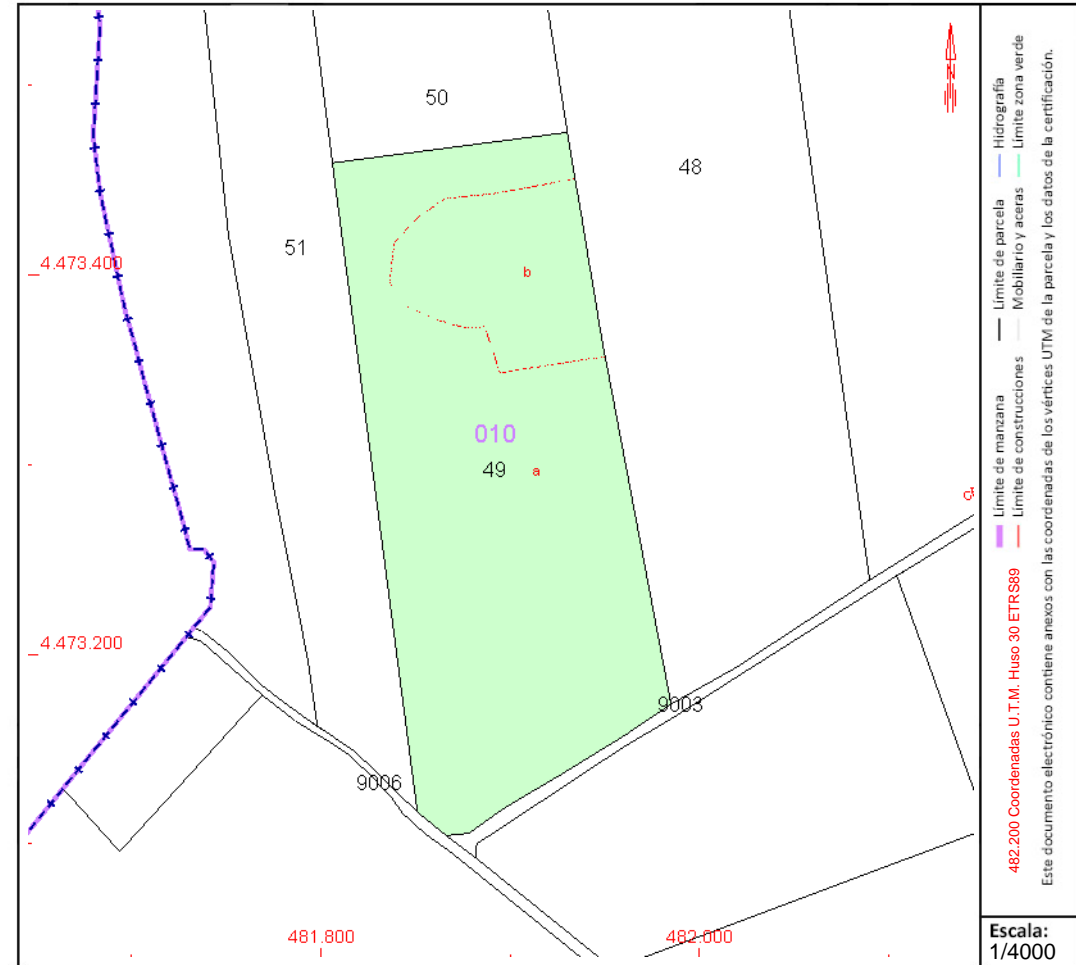 50
48
51
4.473.400
b
010
49
a
4.473.200
9003
9006
481.800
482.000
N
Hidrografía
Límite zona verde
Límite de parcela
Mobiliario y aceras
Límite de manzana
Límite de construcciones
482.200 Coordenadas U.T.M. Huso 30 ETRS89
Este documento electrónico contiene anexos con las coordenadas de los vértices UTM de la parcela y los datos de la certificación.
Escala:
1/4000